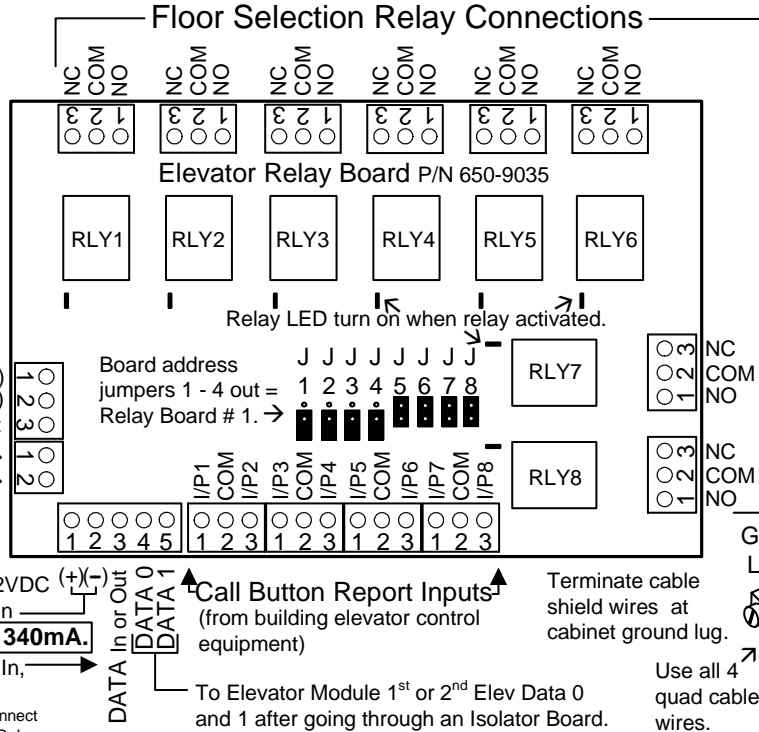 Floor Selection Relay Connections
NC COM NO NC COM NO NC COM NO NC COM NO NC COM NO NC COM NO
3 2 1 3 2 1 3 2 1 3 2 1 3 2 1 3 2 1
Elevator Relay Board P/N 650-9035
RLY1 RLY2 RLY3 RLY4 RLY5 RLY6
Relay LED turn on when relay activated.
Board address
jumpers 1 - 4 out =
Relay Board # 1.
J J J J J J J J
1 2 3 4 5 6 7 8
RLY7
3 NC
2 COM
1 NO
1
2
3
1
2
RLY8
3 NC
2 COM
1 NO
I/P1 COM I/P2 I/P3 COM I/P4 I/P5 COM I/P6 I/P7 COM I/P8
1 2 3 4 5 1 2 3 1 2 3 1 2 3 1 2 3
2VDC (+)(-)
340mA.
In,
DATA In or Out
DATA 0
DATA 1
Call Button Report Inputs
(from building elevator control
equipment)
Terminate cable
shield wires at
cabinet ground lug.
To Elevator Module 1st or 2nd Elev Data 0
and 1 after going through an Isolator Board.
Use all 4
quad cable
wires.